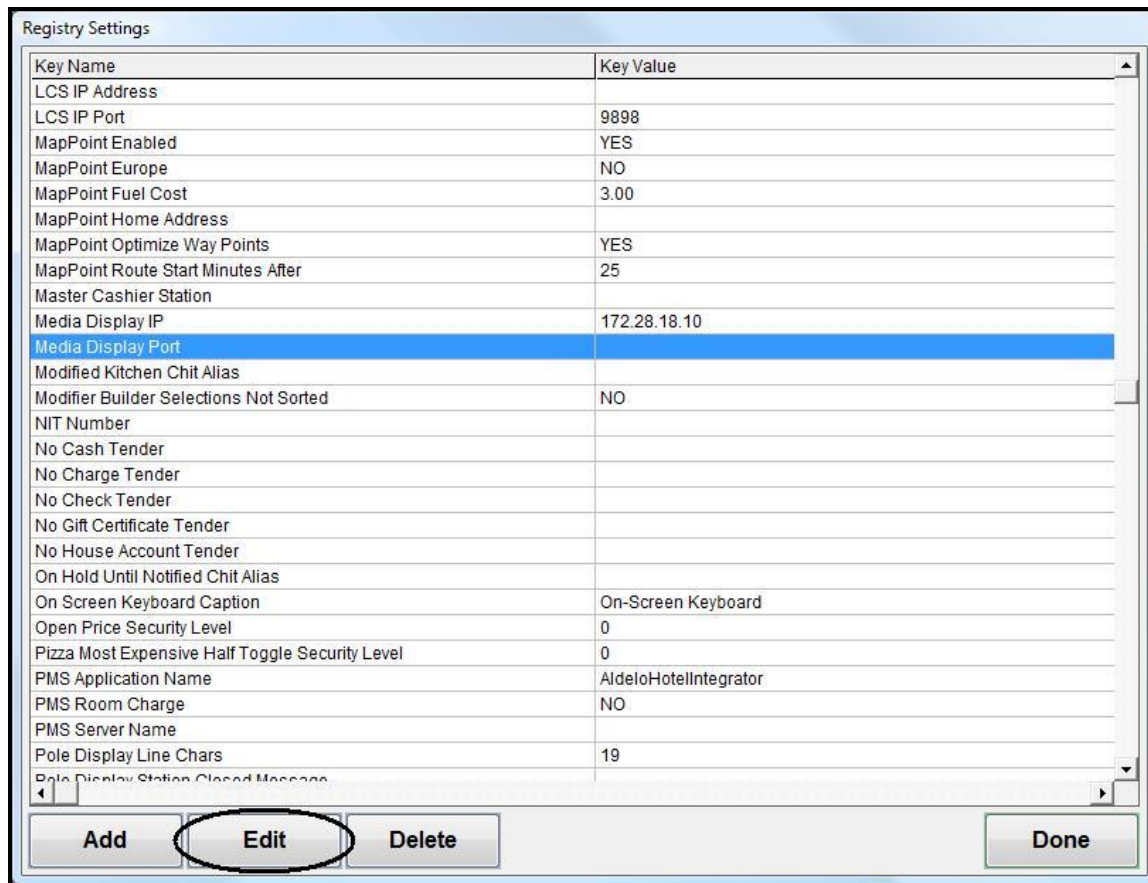 Registry Settings
Key Name Key Value
LCS IP Address
LCS IP Port 9898
MapPoint Enabled YES
MapPoint Europe NO
MapPoint Fuel Cost 3.00
MapPoint Home Address
MapPoint Optimize Way Points YES
MapPoint Route Start Minutes After 25
Master Cashier Station
Media Display IP 172.28.18.10
Media Display Port
Modified Kitchen Chit Alias
Modifier Builder Selections Not Sorted NO
NIT Number
No Cash Tender
No Charge Tender
No Check Tender
No Gift Certificate Tender
No House Account Tender
On Hold Until Notified Chit Alias
On Screen Keyboard Caption On-Screen Keyboard
Open Price Security Level 0
Pizza Most Expensive Half Toggle Security Level 0
PMS Application Name AldeloHotelIntegrator
PMS Room Charge NO
PMS Server Name
Pole Display Line Chars 19
Pole Display Station Closed Message
Add Edit Delete Done